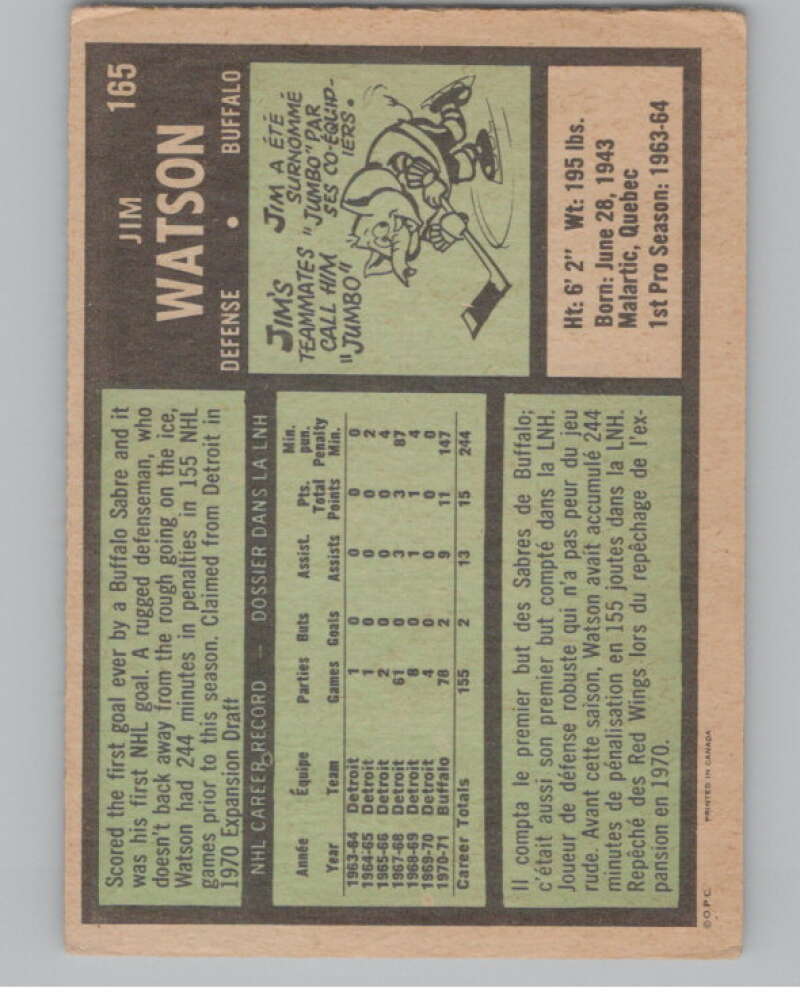 165
JIM
WATSON
DEFENSE • BUFFALO
Scored the first goal ever by a Buffalo Sabre and it
was his first NHL goal. A rugged defenseman, who
doesn't back away from the rough going on the ice,
Watson had 244 minutes in penalties in 155 NHL
games prior to this season. Claimed from Detroit in
1970 Expansion Draft
JIM'S
TEAMMATES
CALL HIM
"JUMBO"
JIM A ÉTÉ
SURNOMMÉ
"JUMBO" PAR
SES CO-ÉQUIP-
IERS.
NHL CAREER RECORD — DOSSIER DANS LA LNH
Année Équipe Parties Buts Assist. Pts. Min. pun.
Year Team Games Goals Assists Total Points Penalty Min.
1963-64 Detroit 1 0 0 0 0
1964-65 Detroit 1 0 0 0 2
1965-66 Detroit 2 0 0 0 4
1967-68 Detroit 61 0 3 3 87
1968-69 Detroit 8 0 1 1 4
1869-70 Detroit 4 0 0 0 0
1970-71 Buffalo 78 2 9 11 147
Career Totals 155 2 13 15 244
Ht: 6' 2" Wt: 195 lbs.
Born: June 28, 1943
Malartic, Quebec
1st Pro Season: 1963-64
Il compta le premier but des Sabres de Buffalo;
c'était aussi son premier but compté dans la LNH.
Joueur de défense robuste qui n'a pas peur du jeu
rude. Avant cette saison, Watson avait accumulé 244
minutes de pénalisation en 155 joutes dans la LNH.
Repêché des Red Wings lors du repêchage de l'ex-
pansion en 1970.
©O.P.C. PRINTED IN CANADA